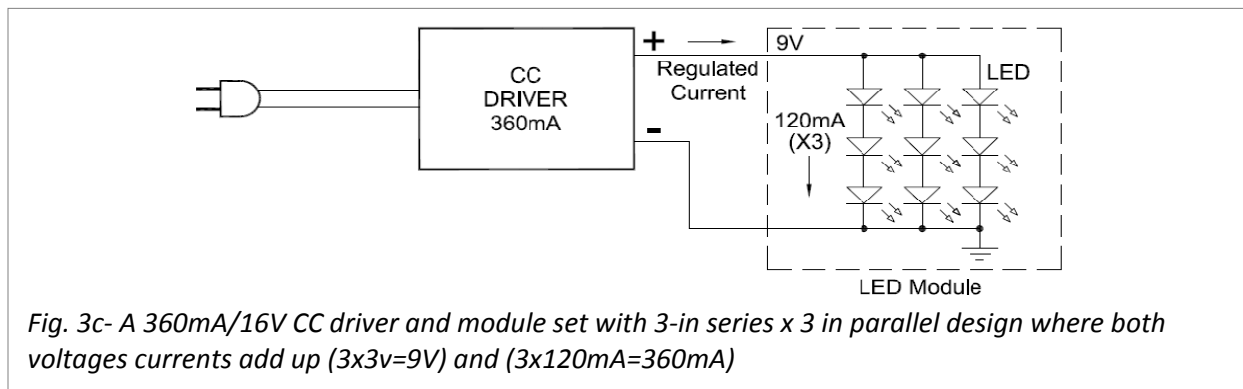 CC
DRIVER
360mA
+
Regulated
Current
-
9V
LED
120mA
(X3)
LED Module
Fig. 3c- A 360mA/16V CC driver and module set with 3-in series x 3 in parallel design where both
voltages currents add up (3x3v=9V) and (3x120mA=360mA)